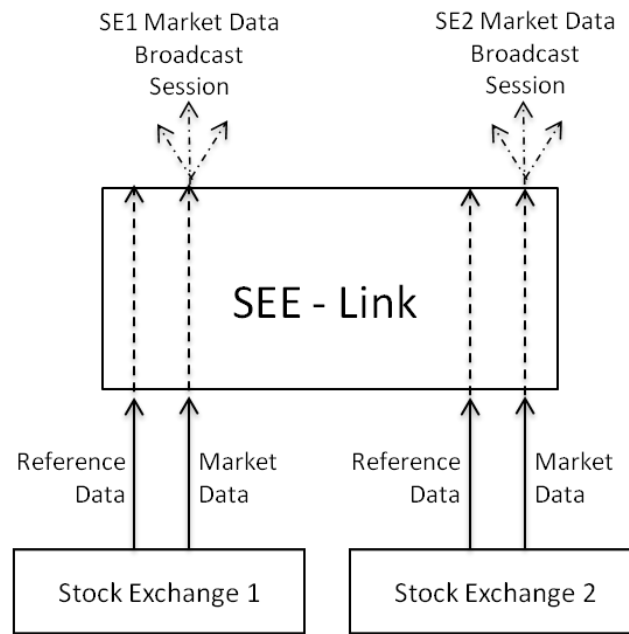 SE1 Market Data
Broadcast
Session
SE2 Market Data
Broadcast
Session
SEE - Link
Reference
Data
Market
Data
Reference
Data
Market
Data
Stock Exchange 1
Stock Exchange 2